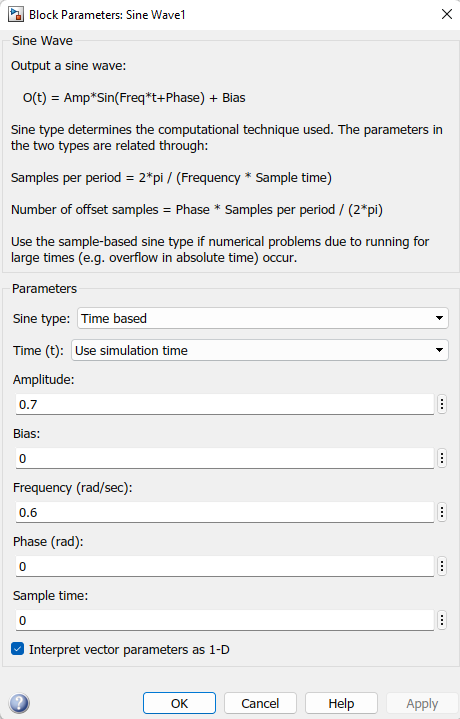 Block Parameters: Sine Wave1
Sine Wave
Output a sine wave:
O(t) = Amp*Sin(Freq*t+Phase) + Bias
Sine type determines the computational technique used. The parameters in
the two types are related through:
Samples per period = 2*pi / (Frequency * Sample time)
Number of offset samples = Phase * Samples per period / (2*pi)
Use the sample-based sine type if numerical problems due to running for
large times (e.g. overflow in absolute time) occur.
Parameters
Sine type: Time based
Time (t): Use simulation time
Amplitude:
0.7
Bias:
0
Frequency (rad/sec):
0.6
Phase (rad):
0
Sample time:
0
Interpret vector parameters as 1-D
? OK Cancel Help Apply